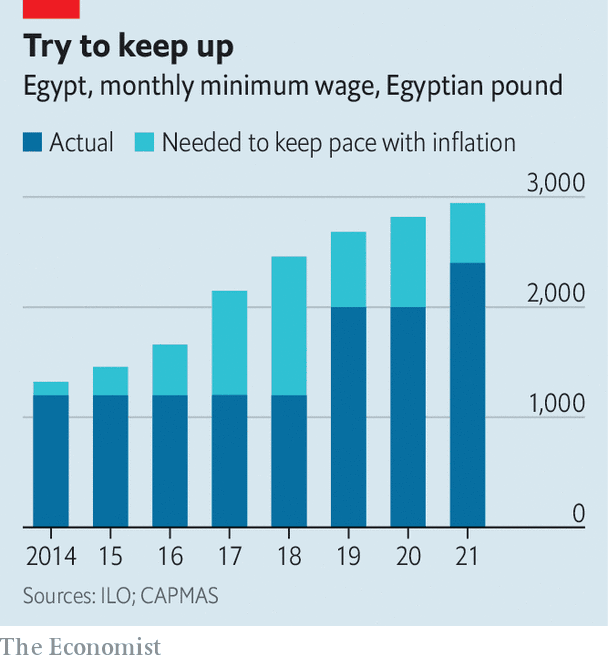 Try to keep up
Egypt, monthly minimum wage, Egyptian pound
Actual Needed to keep pace with inflation
3,000
2,000
1,000
0
2014 15 16 17 18 19 20 21
Sources: ILO; CAPMAS
The Economist